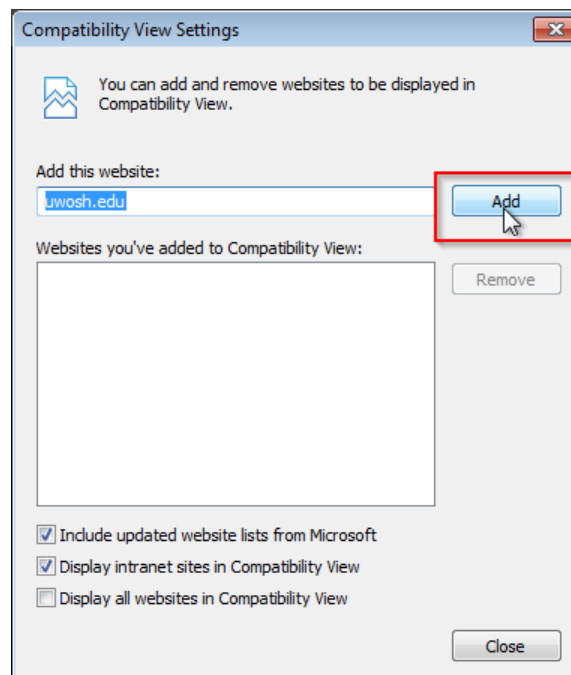 Compatibility View Settings
You can add and remove websites to be displayed in
Compatibility View.
Add this website:
uwosh.edu
Add
Websites you've added to Compatibility View:
Remove
Include updated website lists from Microsoft
Display intranet sites in Compatibility View
Display all websites in Compatibility View
Close